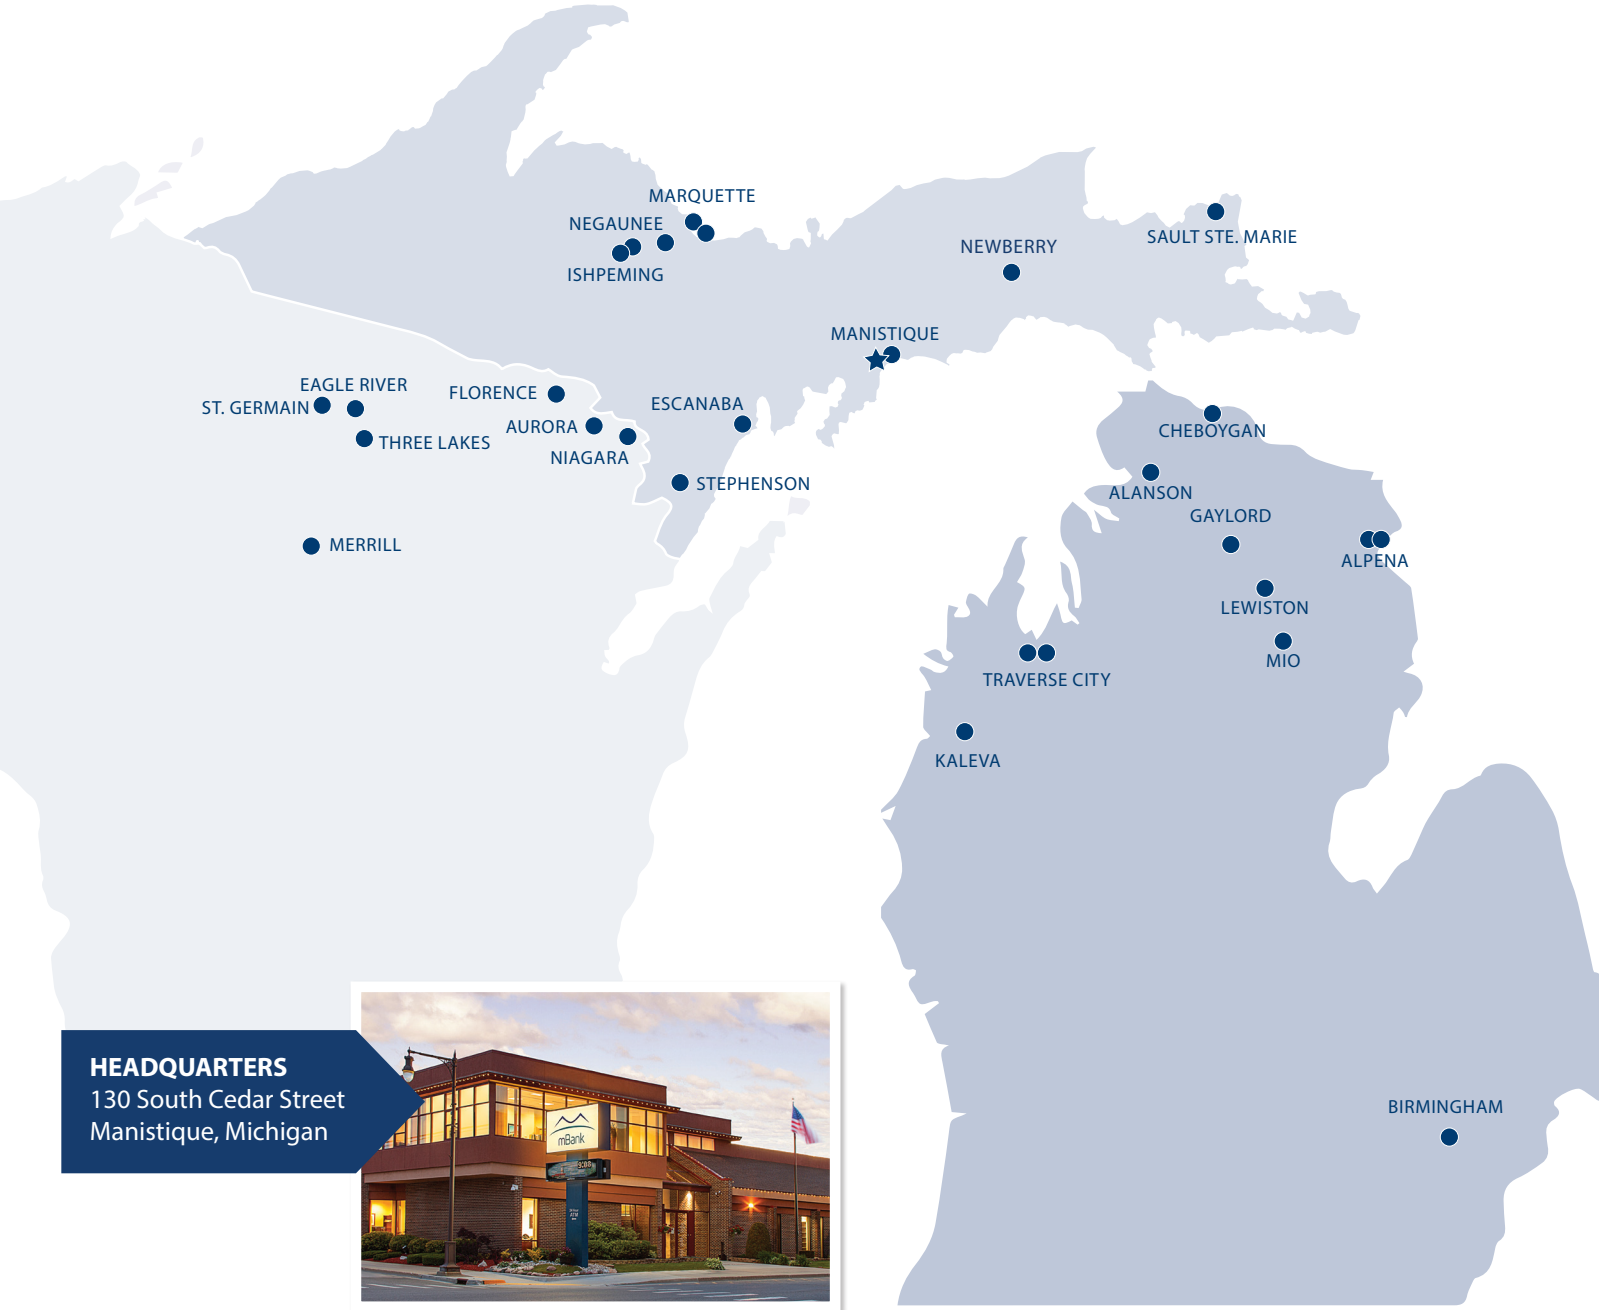 MARQUETTE
NEGAUNEE
ISHPEMING
SAULT STE. MARIE
NEWBERRY
MANISTIQUE
EAGLE RIVER
ST. GERMAIN
THREE LAKES
FLORENCE
AURORA
NIAGARA
ESCANABA
STEPHENSON
MERRILL
CHEBOYGAN
ALANSON
GAYLORD
ALPENA
LEWISTON
MIO
TRAVERSE CITY
KALEVA
BIRMINGHAM
HEADQUARTERS
130 South Cedar Street
Manistique, Michigan
mBank